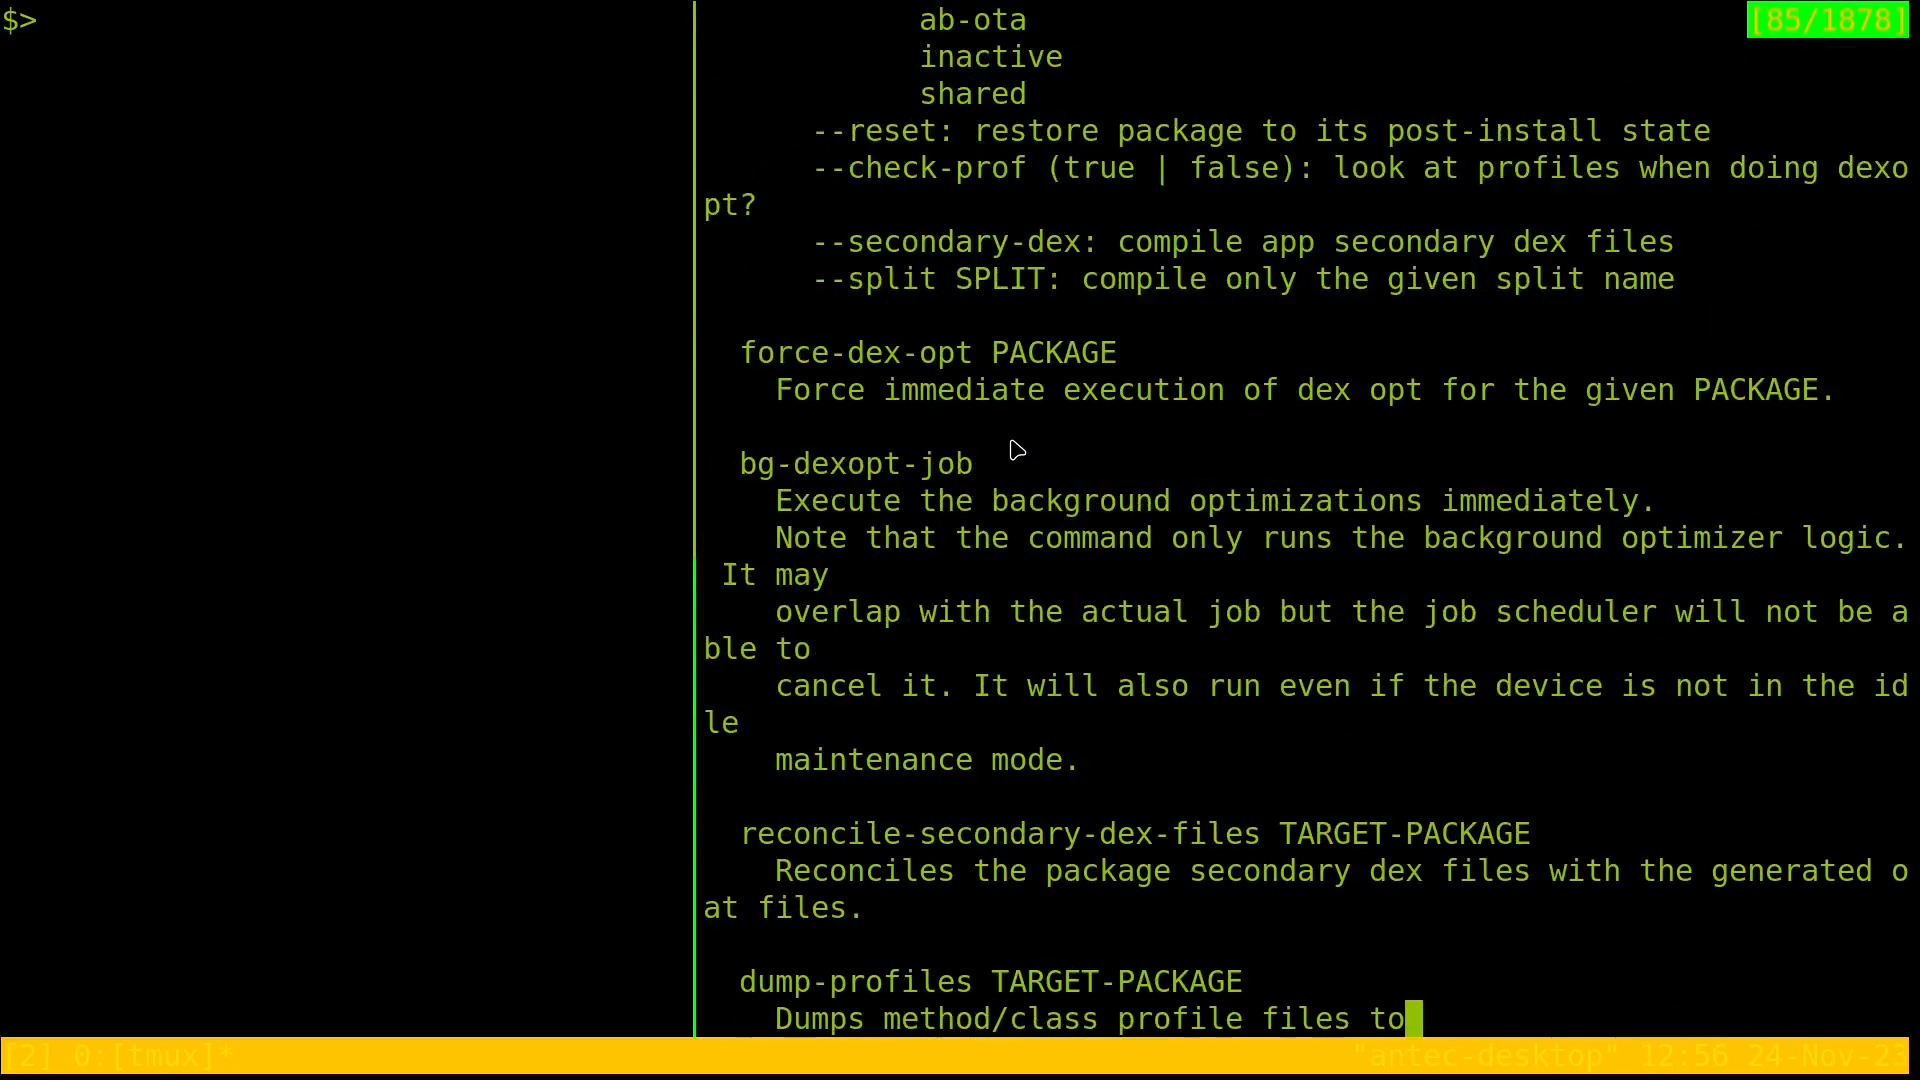 $>
ab-ota
[85/1878]
inactive
shared
--reset: restore package to its post-install state
--check-prof (true | false): look at profiles when doing dexo
pt?
--secondary-dex: compile app secondary dex files
--split SPLIT: compile only the given split name
force-dex-opt PACKAGE
Force immediate execution of dex opt for the given PACKAGE.
bg-dexopt-job
Execute the background optimizations immediately.
Note that the command only runs the background optimizer logic.
It may
overlap with the actual job but the job scheduler will not be a
ble to
cancel it. It will also run even if the device is not in the id
le
maintenance mode.
reconcile-secondary-dex-files TARGET-PACKAGE
Reconciles the package secondary dex files with the generated o
at files.
dump-profiles TARGET-PACKAGE
Dumps method/class profile files to
[2] 0:[tmux]* "antec-desktop" 12:56 24-Nov-23